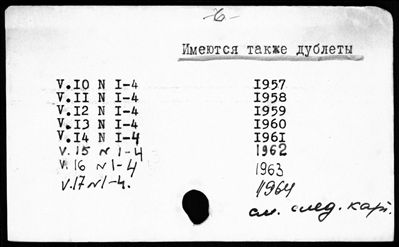 -6-
Имеются также дублеты
V.I0 N I-4 I957
V.II N I-4 I958
V.I2 N I-4 I959
V.I3 N I-4 I960
V.I4 N I-4 I96I
V.15 N 1-4 1962
V.16 N 1-4 1963
V.17 N 1-4. 1964
см. след. карт.